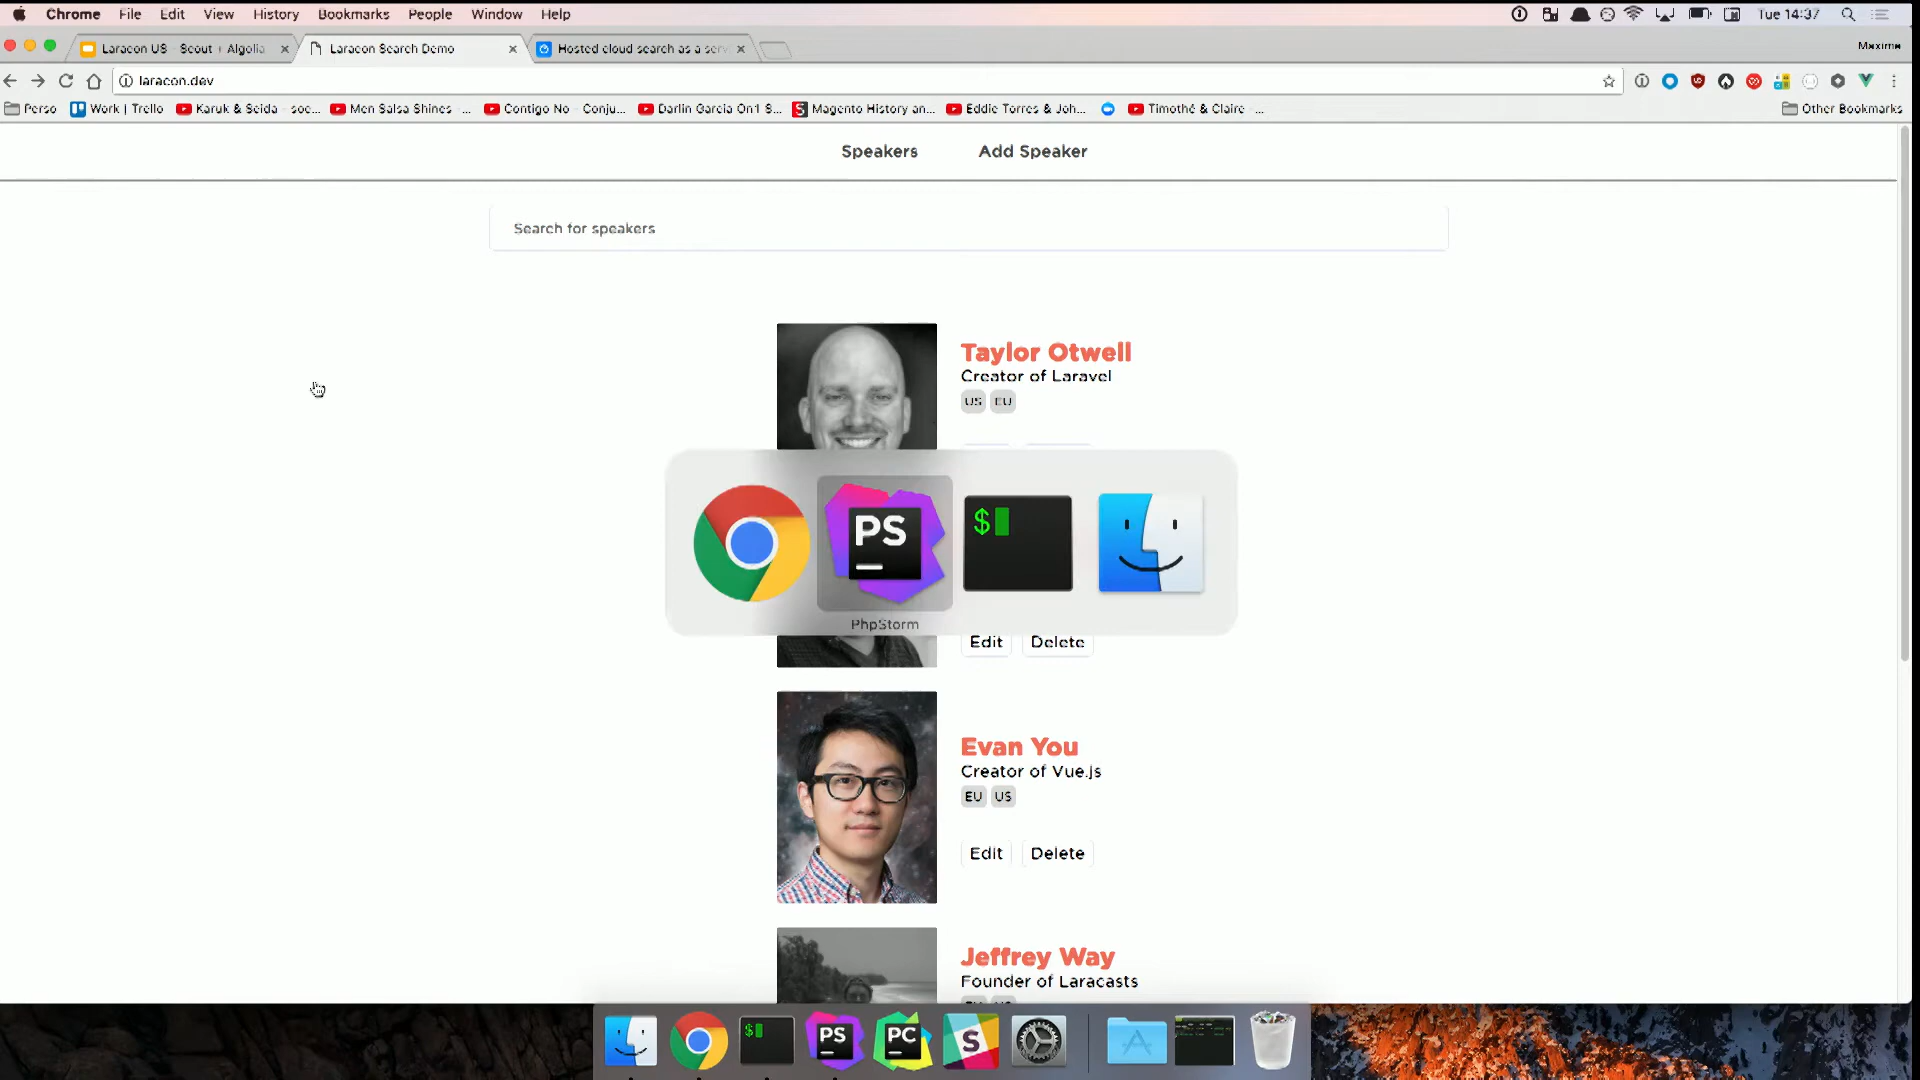 Chrome File Edit View History Bookmarks People Window Help Tue 14:37
Laracon US - Scout + Algolia Laracon Search Demo Hosted cloud search as a serv Maxime
laracon.dev
Perso Work | Trello Karuk & Seida - soc... Men Salsa Shines - ... Contigo No - Conju... Darlin Garcia On1 S... Magento History an... Eddie Torres & Joh... Timothé & Claire - ... Other Bookmarks
Speakers Add Speaker
Search for speakers
Taylor Otwell
Creator of Laravel
US EU
$
PS
PhpStorm
Edit Delete
Evan You
Creator of Vue.js
EU US
Edit Delete
Jeffrey Way
Founder of Laracasts
$ PS PC S